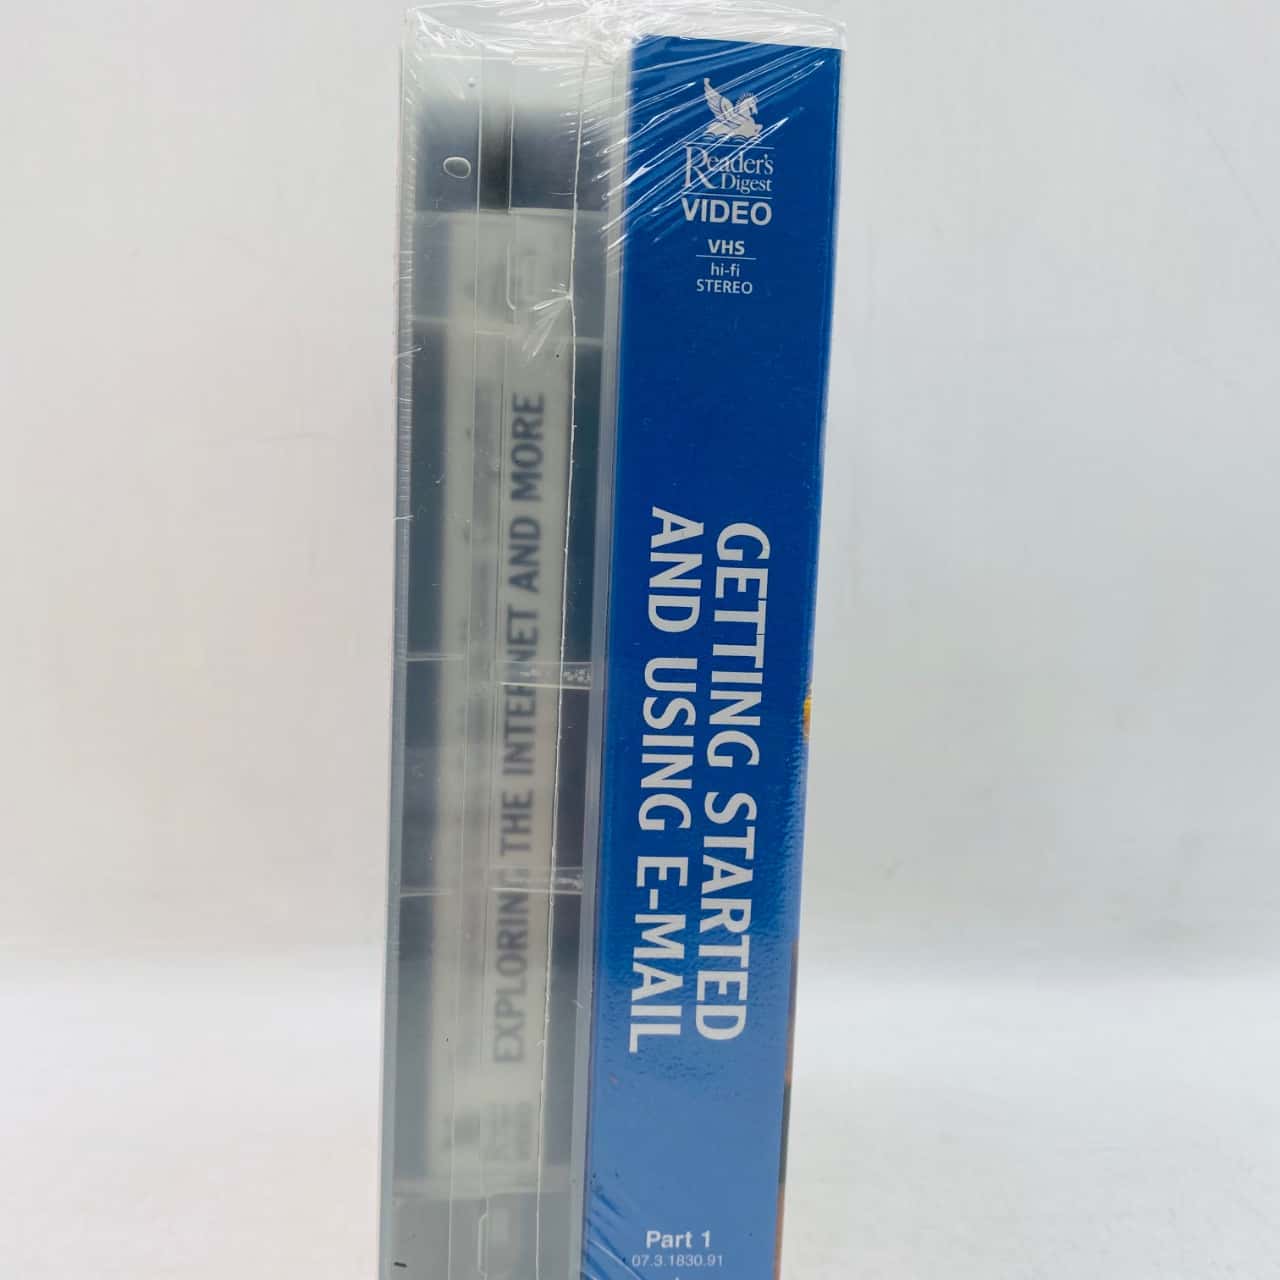 Reader's
Digest
VIDEO
VHS
hi-fi
STEREO
GETTING STARTED
AND USING E-MAIL
Part 1
07.3.1830.91
EXPLORING THE INTERNET AND MORE